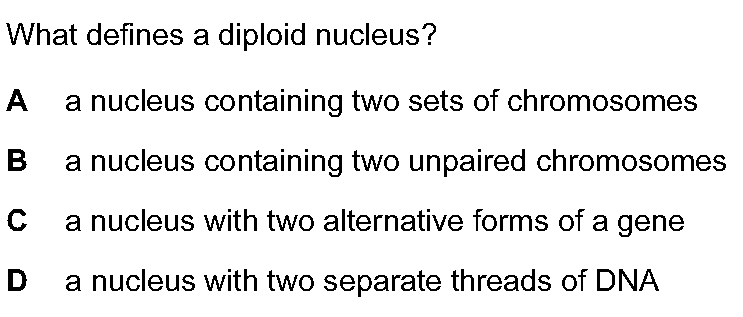 What defines a diploid nucleus?
A a nucleus containing two sets of chromosomes
B a nucleus containing two unpaired chromosomes
C a nucleus with two alternative forms of a gene
D a nucleus with two separate threads of DNA